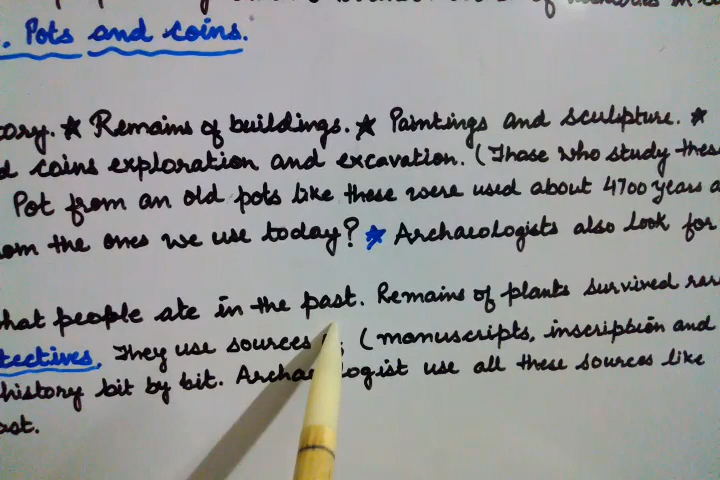 of in
. Pots and coins.
tory. ★ Remains of buildings. ★ Paintings and sculpture. ★
d coins exploration and excavation. (Those who study these
Pot from an old pots like these were used about 4700 years a
om the ones we use today? ★ Archaeologists also look for
hat people ate in the past. Remains of plants survived rar
tectives. They use sources (manuscripts, inscription and
history bit by bit. Archaeologist use all these sources like
ast.